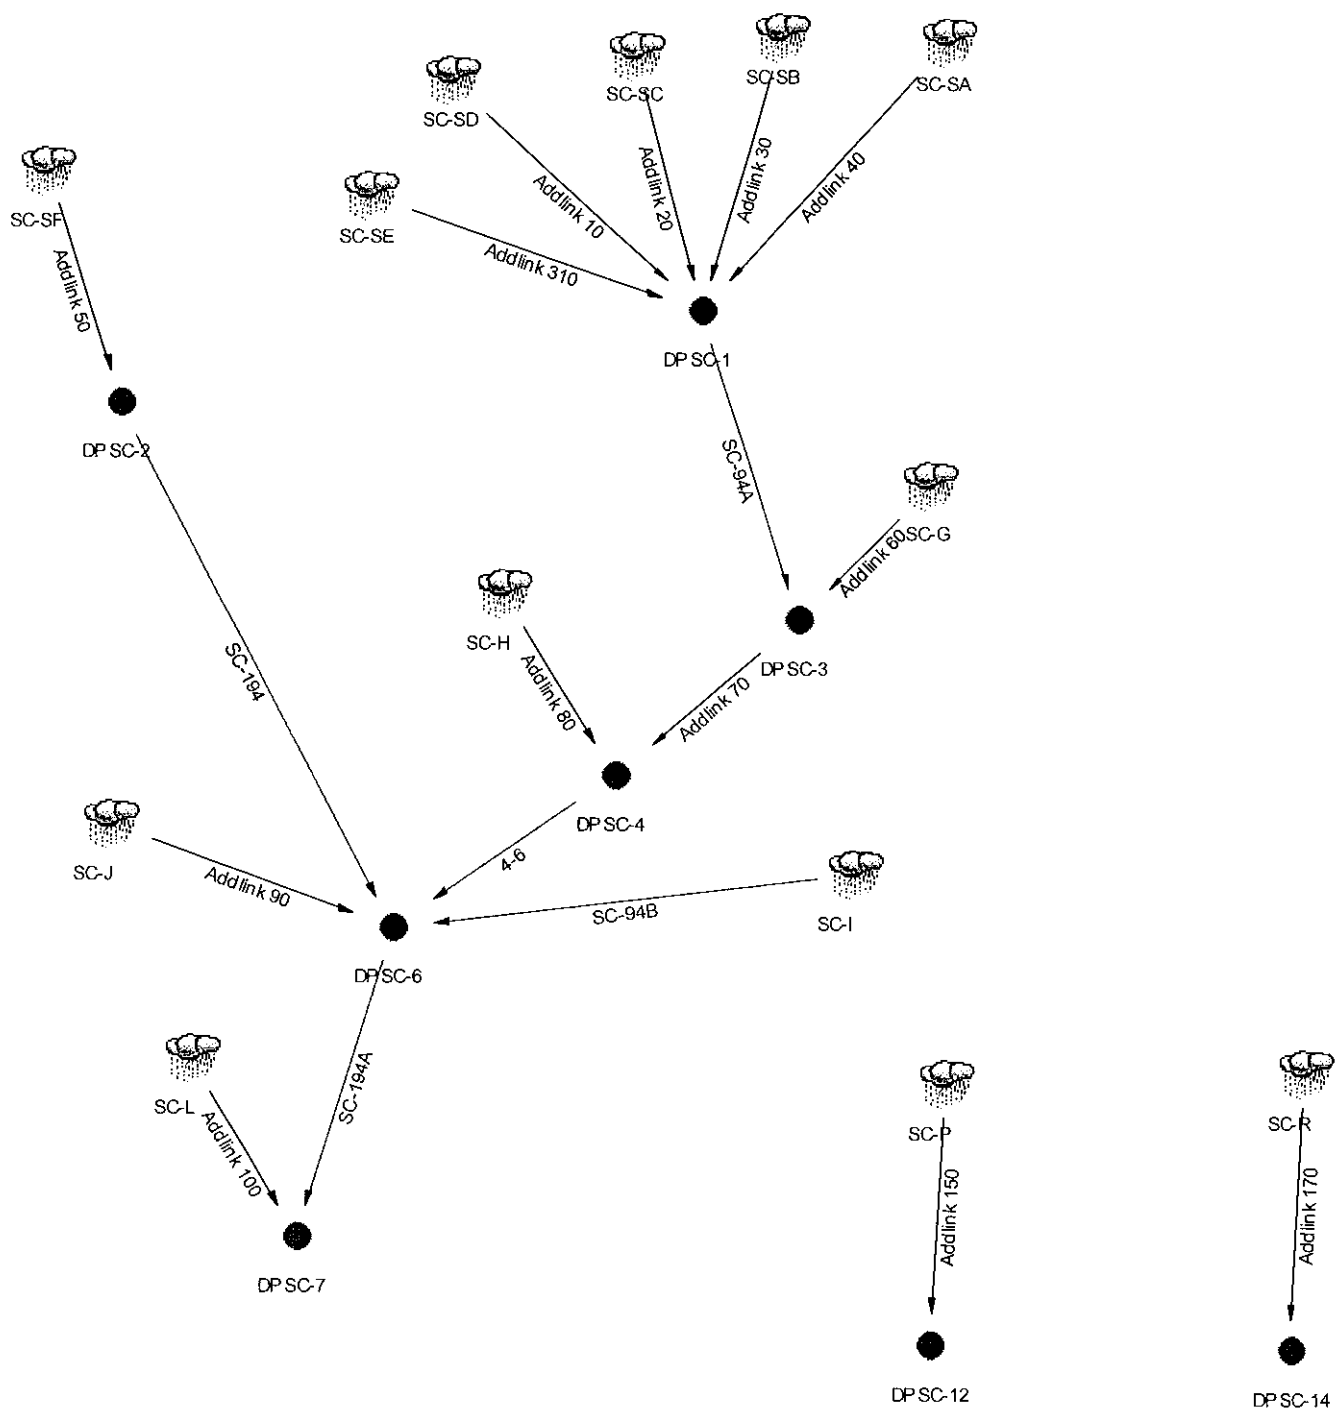 SC-SB
SC-SA
SC-SC
SC-SD
SC-SF
SC-SE
Addlink 10
Addlink 20
Addlink 30
Addlink 40
Addlink 310
Addlink 50
DP SC-1
DP SC-2
SC-94A
SC-G
Addlink 60
SC-H
SC-194
DP SC-3
Addlink 80
Addlink 70
DP SC-4
SC-J
4-6
Addlink 90
SC-94B
SC-I
DP SC-6
SC-L
SC-194A
Addlink 100
SC-P
SC-R
Addlink 150
Addlink 170
DP SC-7
DP SC-12
DP SC-14